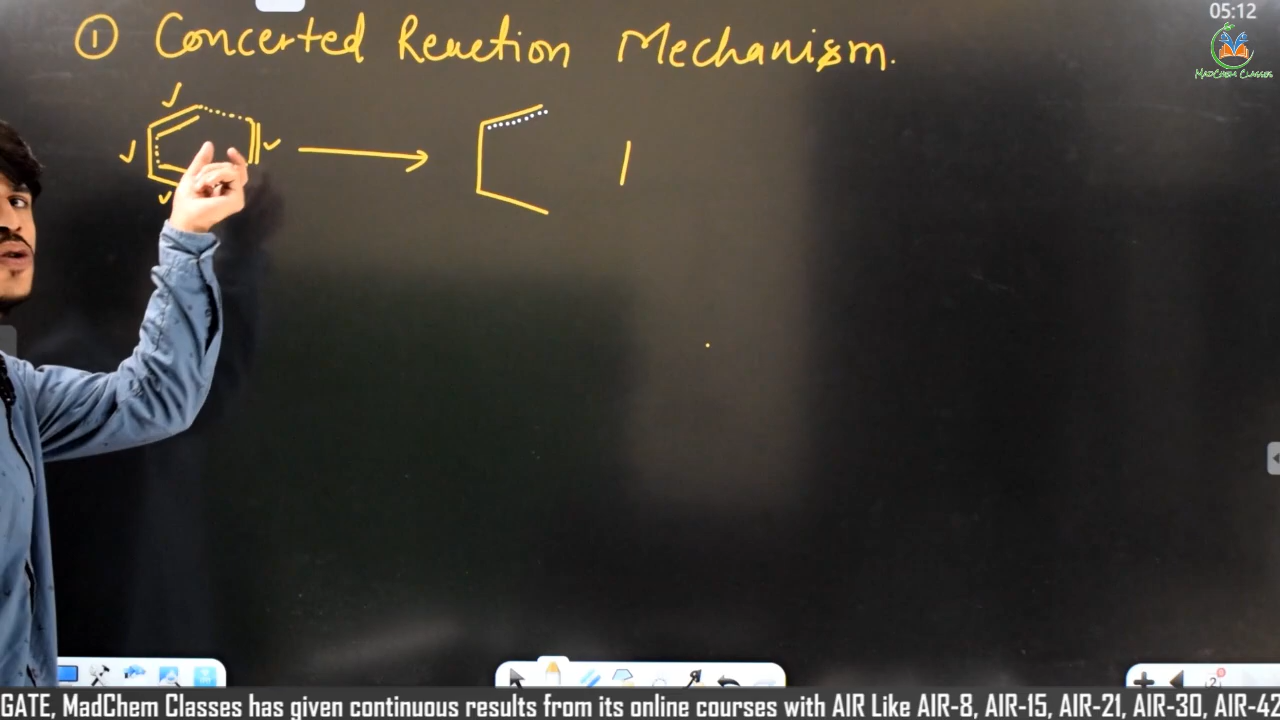 05:12
① Concerted Reaction Mechanism.
MADCHEM CLASSES
GATE, MadChem Classes has given continuous results from its online courses with AIR Like AIR-8, AIR-15, AIR-21, AIR-30, AIR-42